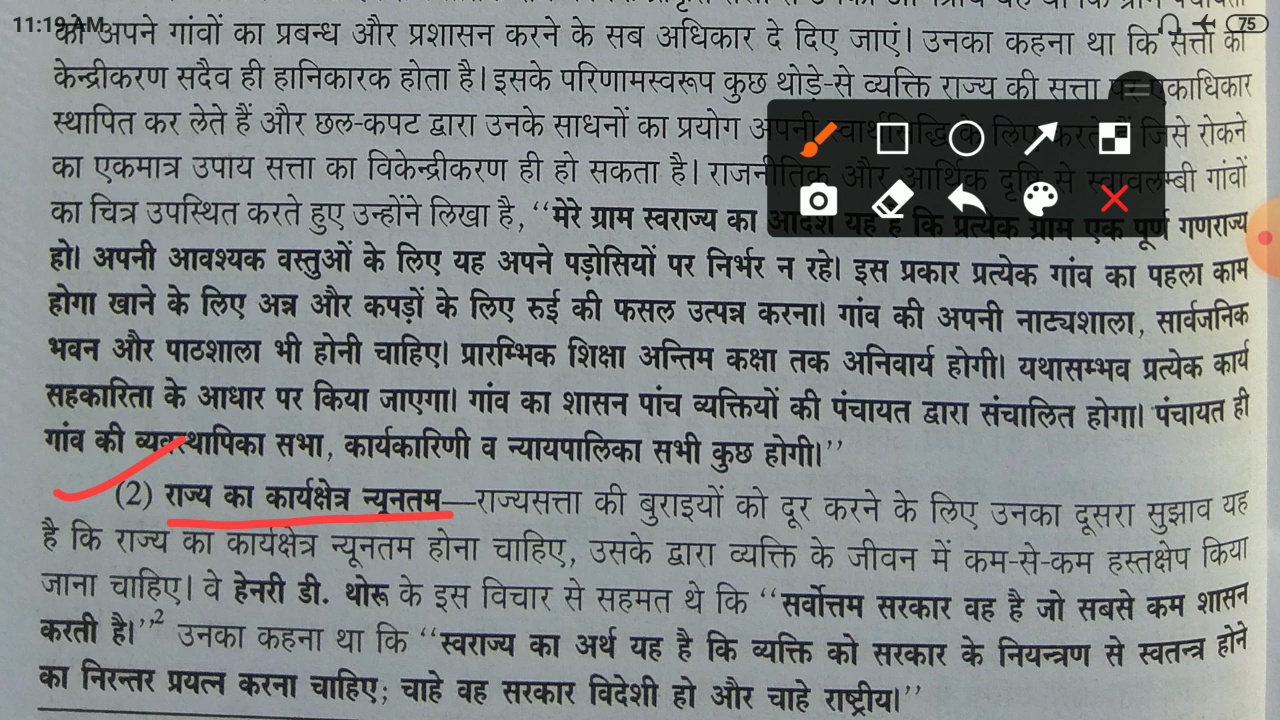 11:19 AM
75
को अपने गांवों का प्रबन्ध और प्रशासन करने के सब अधिकार दे दिए जाएं। उनका कहना था कि सत्ता का
केन्द्रीकरण सदैव ही हानिकारक होता है। इसके परिणामस्वरूप कुछ थोड़े-से व्यक्ति राज्य की सत्ता पर एकाधिकार
स्थापित कर लेते हैं और छल-कपट द्वारा उनके साधनों का प्रयोग अपनी स्वार्थसिद्धि के लिए करते हैं जिसे रोकने
का एकमात्र उपाय सत्ता का विकेन्द्रीकरण ही हो सकता है। राजनीतिक और आर्थिक दृष्टि से स्वावलम्बी गांवों
का चित्र उपस्थित करते हुए उन्होंने लिखा है, ‘‘मेरे ग्राम स्वराज्य का आदर्श यह है कि प्रत्येक ग्राम एक पूर्ण गणराज्य
हो। अपनी आवश्यक वस्तुओं के लिए यह अपने पड़ोसियों पर निर्भर न रहे। इस प्रकार प्रत्येक गांव का पहला काम
होगा खाने के लिए अन्न और कपड़ों के लिए रुई की फसल उत्पन्न करना। गांव की अपनी नाट्यशाला, सार्वजनिक
भवन और पाठशाला भी होनी चाहिए। प्रारम्भिक शिक्षा अन्तिम कक्षा तक अनिवार्य होगी। यथासम्भव प्रत्येक कार्य
सहकारिता के आधार पर किया जाएगा। गांव का शासन पांच व्यक्तियों की पंचायत द्वारा संचालित होगा। पंचायत ही
गांव की व्यवस्थापिका सभा, कार्यकारिणी व न्यायपालिका सभी कुछ होगी।’’
(2) राज्य का कार्यक्षेत्र न्यूनतम—राज्यसत्ता की बुराइयों को दूर करने के लिए उनका दूसरा सुझाव यह
है कि राज्य का कार्यक्षेत्र न्यूनतम होना चाहिए, उसके द्वारा व्यक्ति के जीवन में कम-से-कम हस्तक्षेप किया
जाना चाहिए। वे हेनरी डी. थोरू के इस विचार से सहमत थे कि ‘‘सर्वोत्तम सरकार वह है जो सबसे कम शासन
करती है।’’2 उनका कहना था कि ‘‘स्वराज्य का अर्थ यह है कि व्यक्ति को सरकार के नियन्त्रण से स्वतन्त्र होने
का निरन्तर प्रयत्न करना चाहिए; चाहे वह सरकार विदेशी हो और चाहे राष्ट्रीय।’’